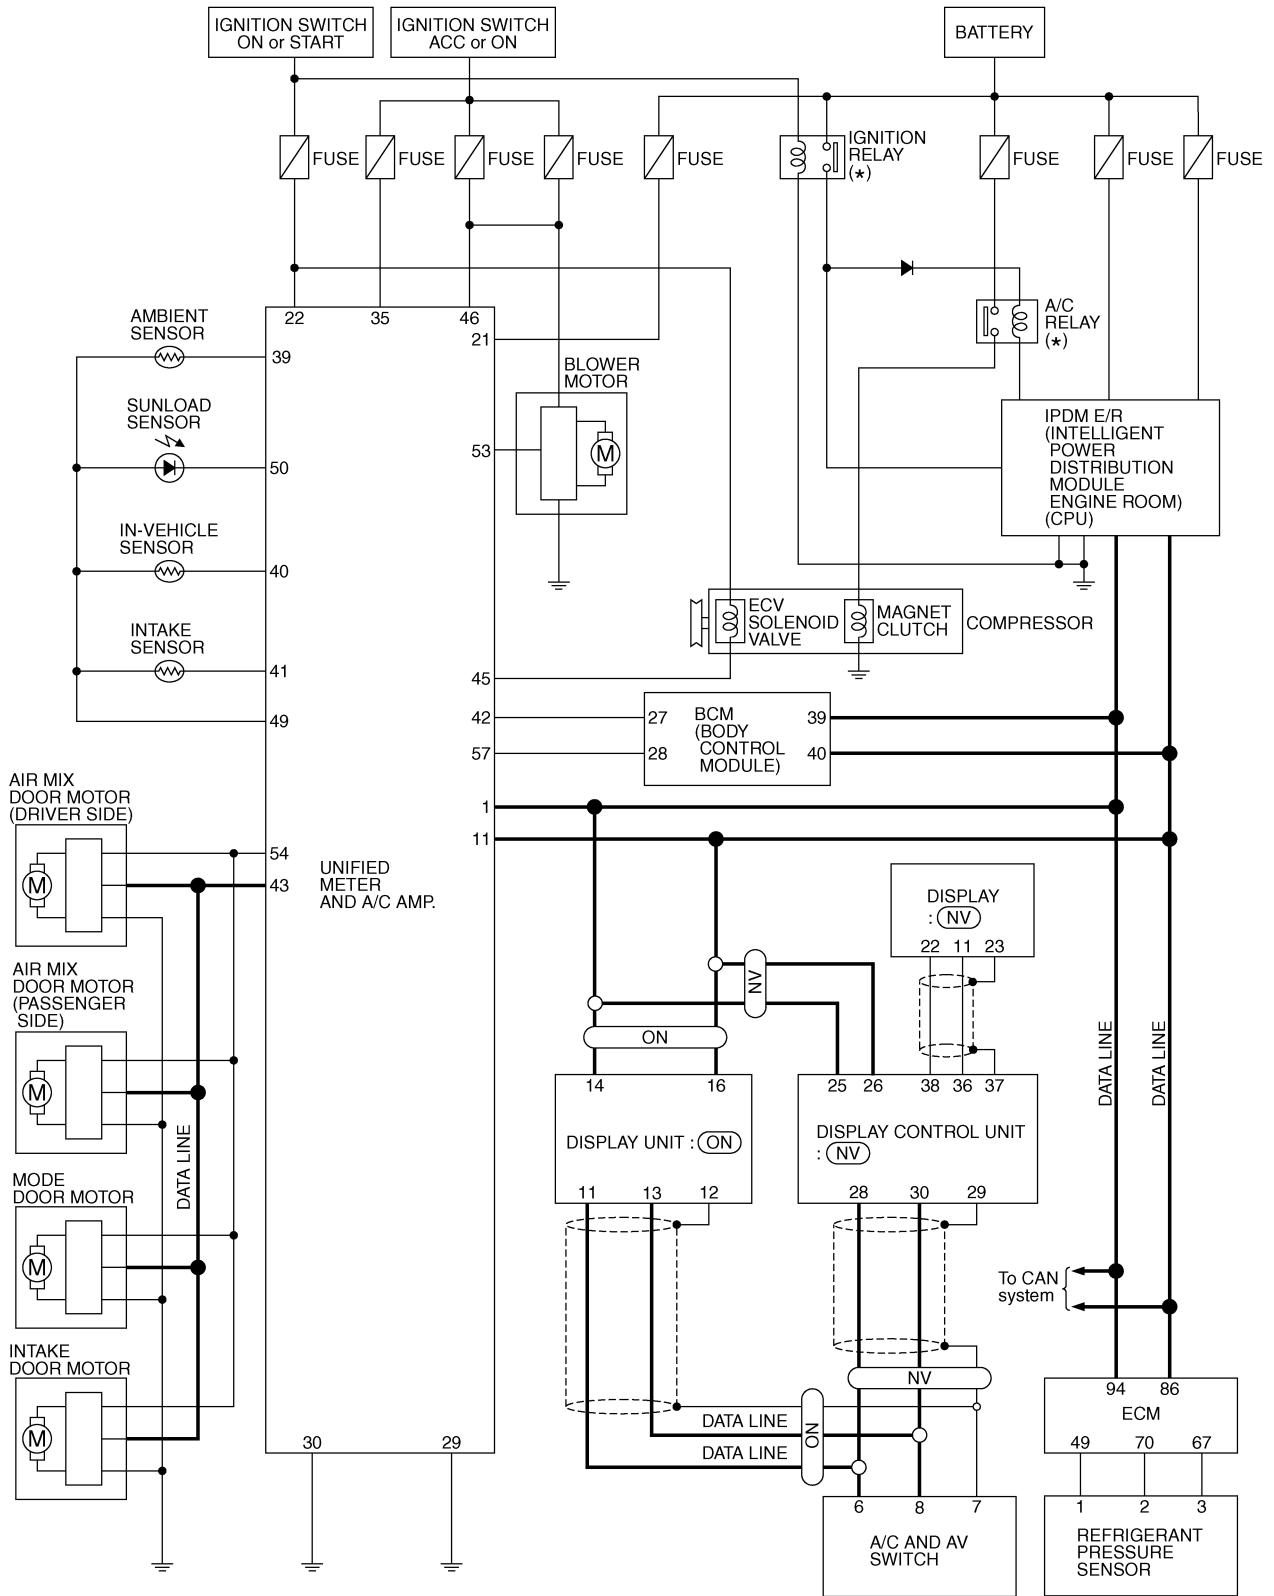 IGNITION SWITCH
ON or START
IGNITION SWITCH
ACC or ON
BATTERY
FUSE
FUSE
FUSE
FUSE
FUSE
IGNITION
RELAY
(*)
FUSE
FUSE
FUSE
22
35
46
21
AMBIENT
SENSOR
39
SUNLOAD
SENSOR
50
IN-VEHICLE
SENSOR
40
INTAKE
SENSOR
41
49
BLOWER
MOTOR
53
M
A/C
RELAY
(*)
IPDM E/R
(INTELLIGENT
POWER
DISTRIBUTION
MODULE
ENGINE ROOM)
(CPU)
ECV
SOLENOID
VALVE
MAGNET
CLUTCH
COMPRESSOR
45
42
57
27
28
BCM
(BODY
CONTROL
MODULE)
39
40
1
11
AIR MIX
DOOR MOTOR
(DRIVER SIDE)
M
54
43
UNIFIED
METER
AND A/C AMP.
AIR MIX
DOOR MOTOR
(PASSENGER
SIDE)
M
DATA LINE
MODE
DOOR MOTOR
M
INTAKE
DOOR MOTOR
M
30
29
DISPLAY
: NV
22 11 23
NV
ON
14
16
DISPLAY UNIT : ON
11 13 12
25 26 38 36 37
DISPLAY CONTROL UNIT
: NV
28 30 29
DATA LINE
DATA LINE
To CAN
system
NV
ON
DATA LINE
DATA LINE
6 8 7
A/C AND AV
SWITCH
94 86
ECM
49 70 67
1 2 3
REFRIGERANT
PRESSURE
SENSOR